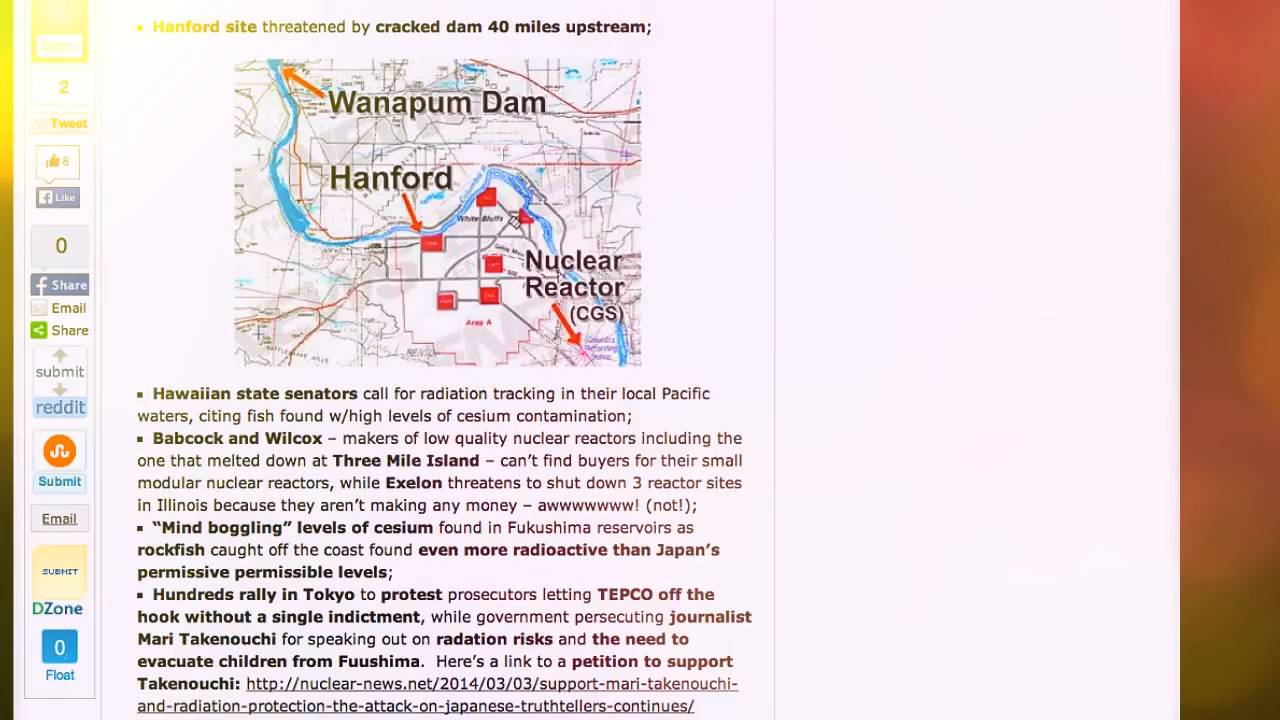 Hanford site threatened by cracked dam 40 miles upstream;
2
Tweet
8
Like
0
Share
Email
Share
submit
reddit
Submit
Email
SUBMIT
DZone
0
Float
Wanapum Dam
Hanford
White Bluffs
Nuclear
Reactor
(CGS)
Area A
Hawaiian state senators call for radiation tracking in their local Pacific
waters, citing fish found w/high levels of cesium contamination;
Babcock and Wilcox – makers of low quality nuclear reactors including the
one that melted down at Three Mile Island – can't find buyers for their small
modular nuclear reactors, while Exelon threatens to shut down 3 reactor sites
in Illinois because they aren't making any money – awwwwwww! (not!);
“Mind boggling” levels of cesium found in Fukushima reservoirs as
rockfish caught off the coast found even more radioactive than Japan's
permissive permissible levels;
Hundreds rally in Tokyo to protest prosecutors letting TEPCO off the
hook without a single indictment, while government persecuting journalist
Mari Takenouchi for speaking out on radation risks and the need to
evacuate children from Fuushima.  Here's a link to a petition to support
Takenouchi: http://nuclear-news.net/2014/03/03/support-mari-takenouchi-
and-radiation-protection-the-attack-on-japanese-truthtellers-continues/